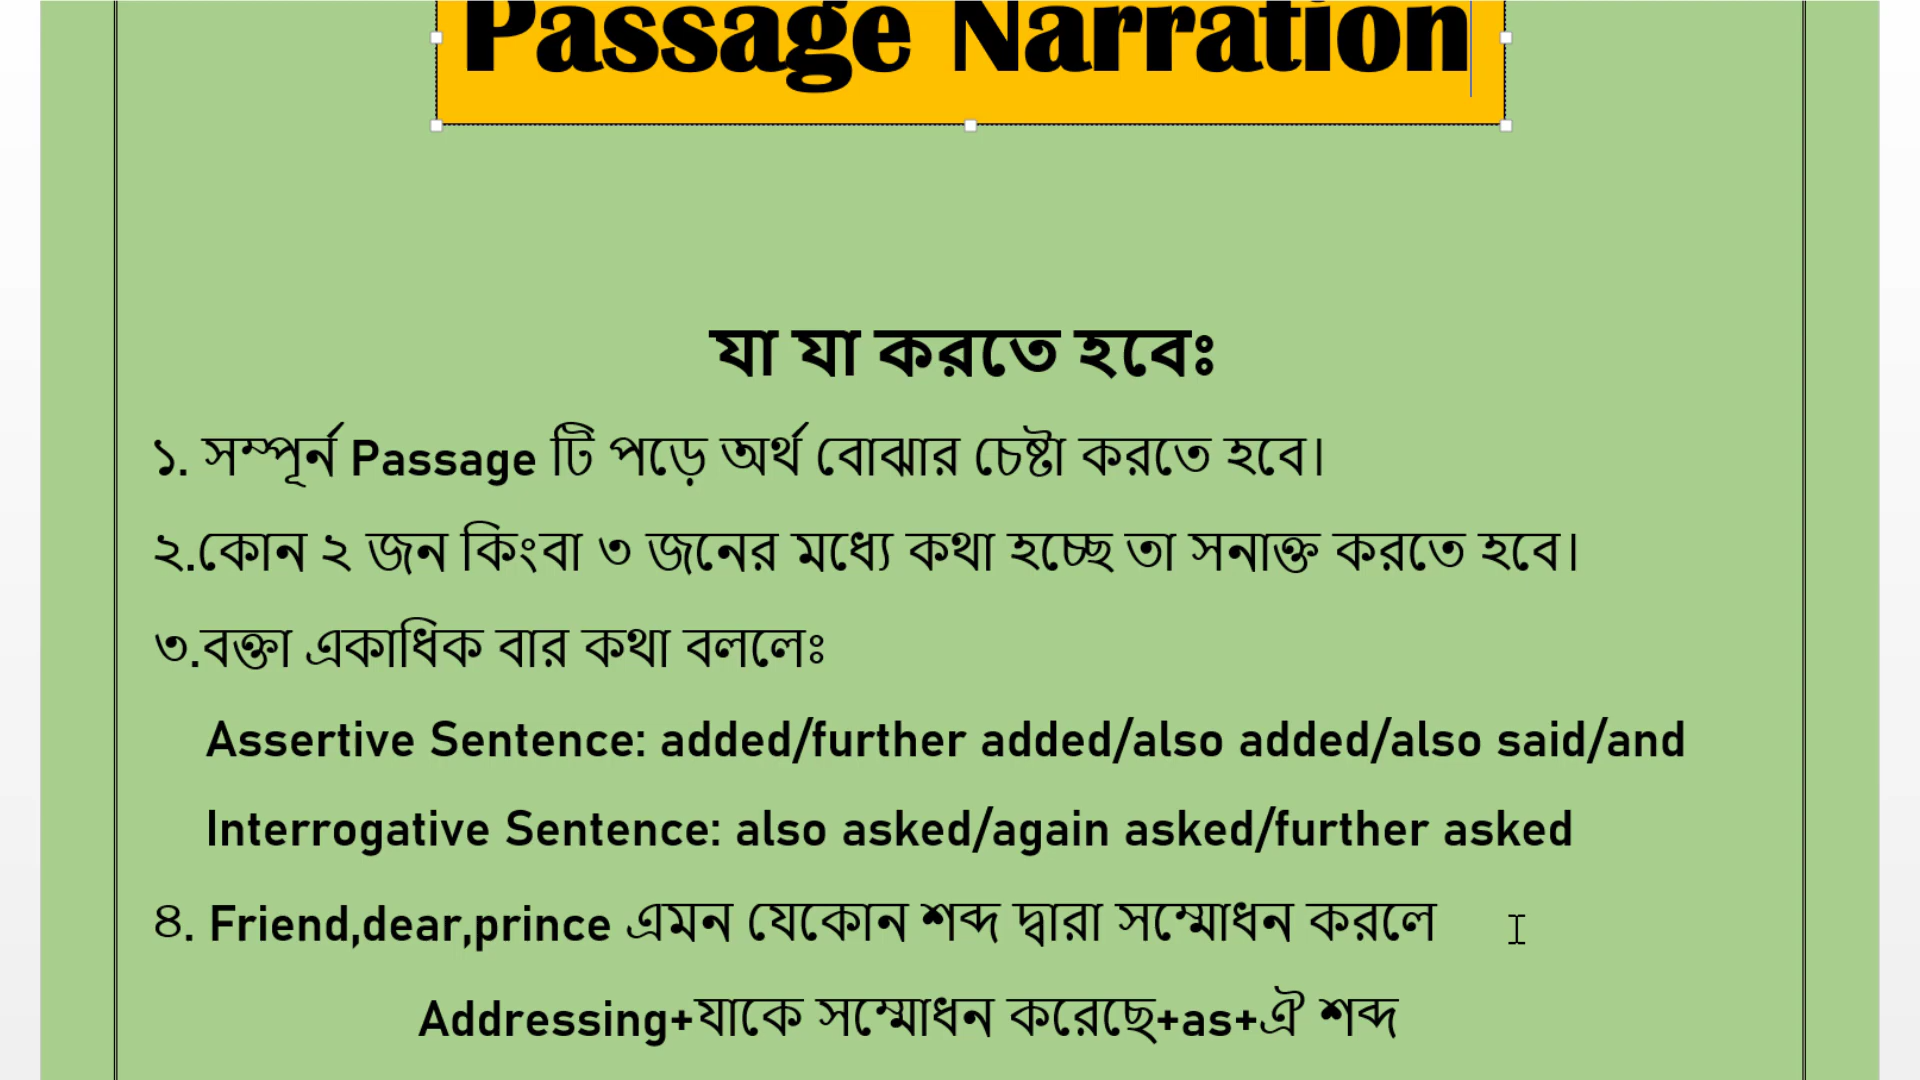 Passage Narration
যা যা করতে হবেঃ
১. সম্পূর্ন Passage টি পড়ে অর্থ বোঝার চেষ্টা করতে হবে।
২.কোন ২ জন কিংবা ৩ জনের মধ্যে কথা হচ্ছে তা সনাক্ত করতে হবে।
৩.বক্তা একাধিক বার কথা বললেঃ
Assertive Sentence: added/further added/also added/also said/and
Interrogative Sentence: also asked/again asked/further asked
৪. Friend,dear,prince এমন যেকোন শব্দ দ্বারা সম্মোধন করলে
Addressing+যাকে সম্মোধন করেছে+as+ঐ শব্দ